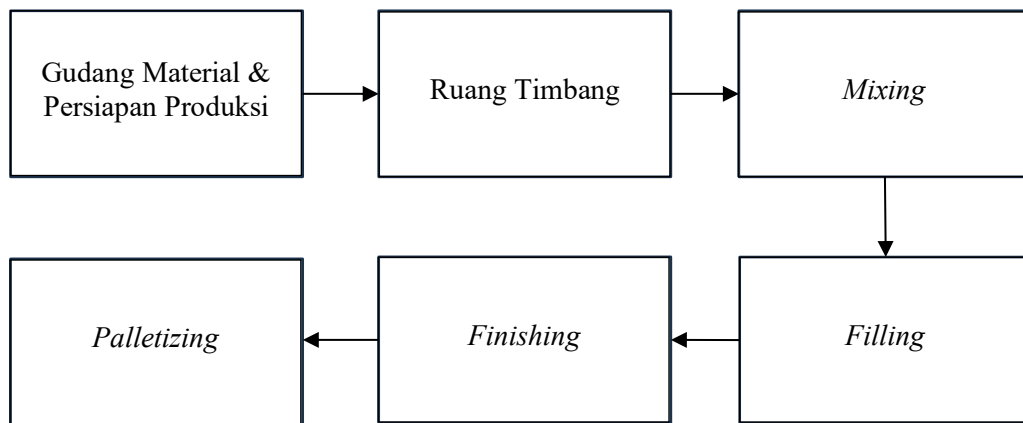 Gudang Material &
Persiapan Produksi
Ruang Timbang
Mixing
Filling
Finishing
Palletizing